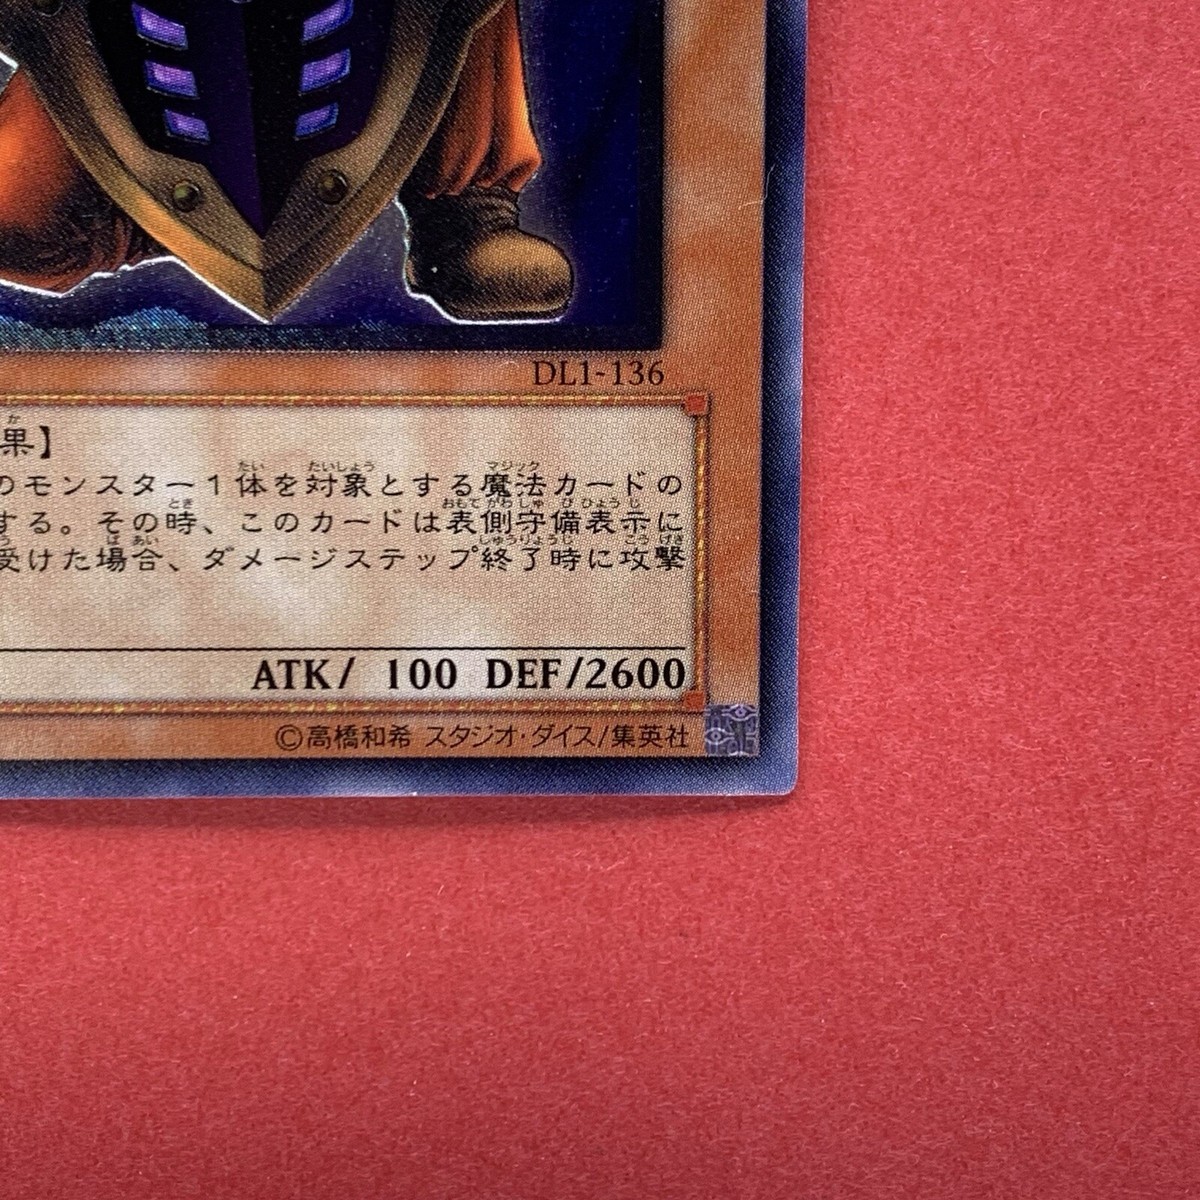 DL1-136
果】
のモンスター1体を対象とする魔法カードの
する。その時、このカードは表側守備表示に
受けた場合、ダメージステップ終了時に攻撃
ATK/ 100 DEF/2600
©高橋和希 スタジオ・ダイス/集英社